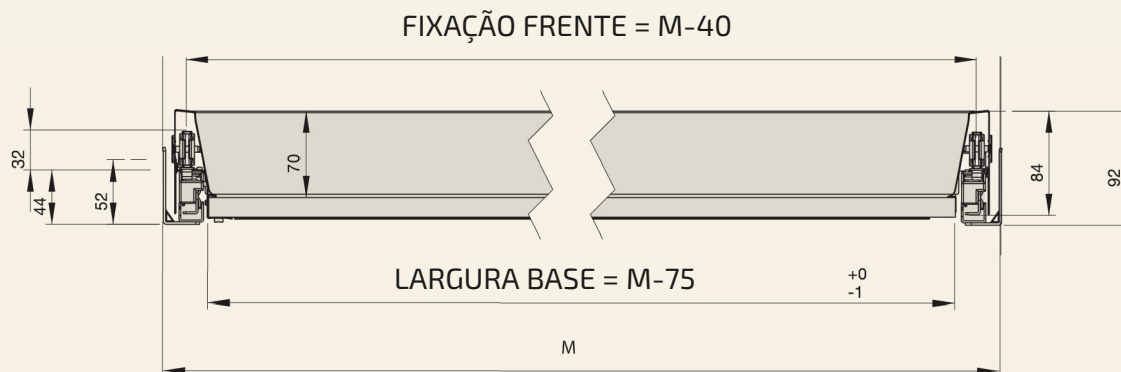 FIXAÇÃO FRENTE = M-40
32
44
52
70
84
92
LARGURA BASE = M-75
+0
-1
M